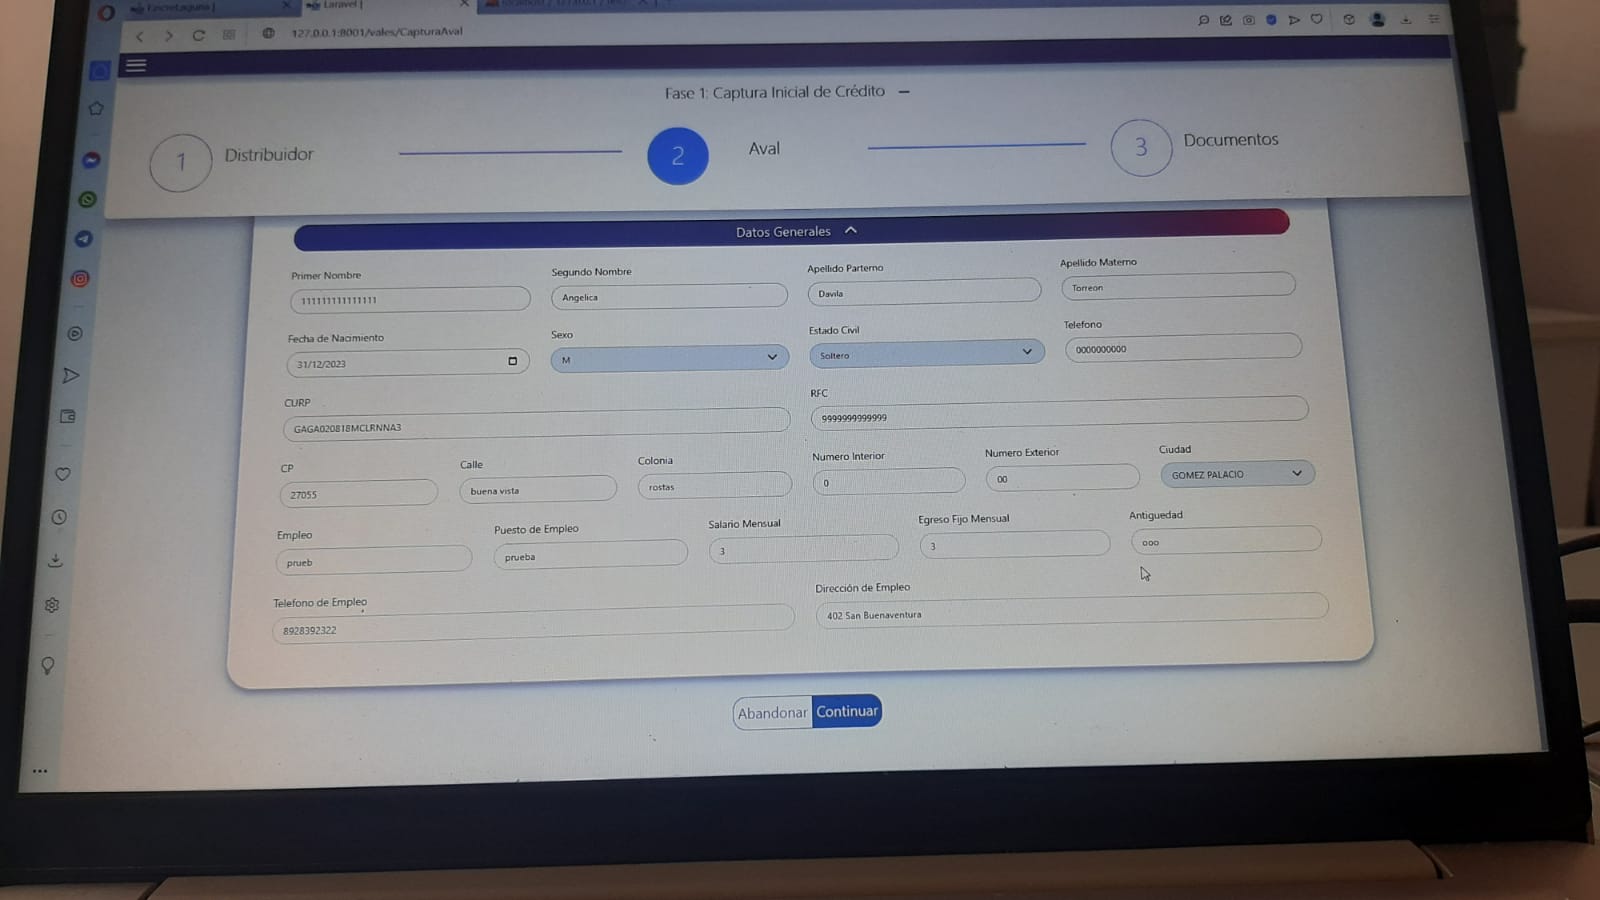 Laravel |
127.0.0.1:8001/vales/CapturaAval
Fase 1: Captura Inicial de Crédito
1 Distribuidor 2 Aval 3 Documentos
Datos Generales
Primer Nombre Segundo Nombre Apellido Parterno Apellido Materno
111111111111111 Angelica Davila Torreon
Fecha de Nacimiento Sexo Estado Civil Telefono
31/12/2023 M Soltero 0000000000
CURP RFC
GAGA020818MCLRNNA3 9999999999999
CP Calle Colonia Numero Interior Numero Exterior Ciudad
27055 buena vista rostas 0 00 GOMEZ PALACIO
Empleo Puesto de Empleo Salario Mensual Egreso Fijo Mensual Antiguedad
prueb prueba 3 3 ooo
Telefono de Empleo Dirección de Empleo
8928392322 402 San Buenaventura
Abandonar Continuar